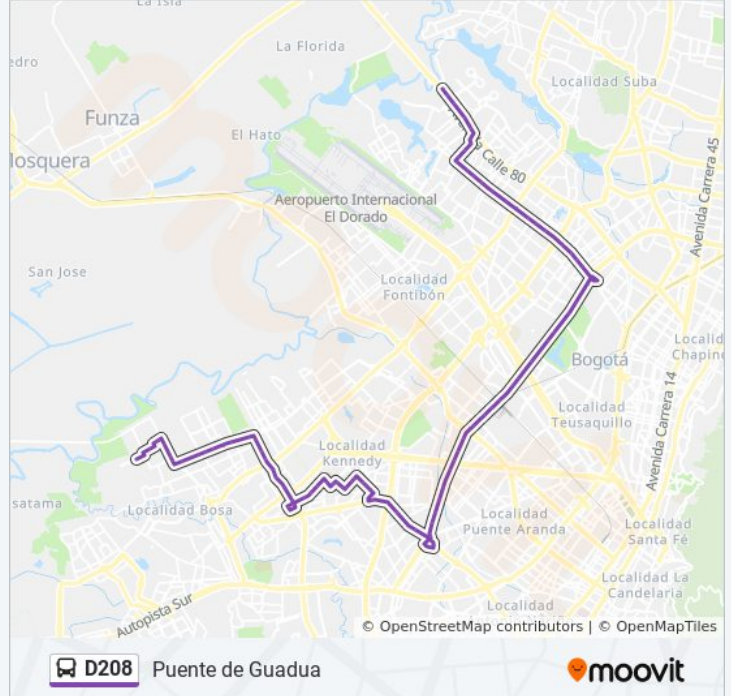 La Isla
La Florida
edro
Localidad Suba
Funza
El Hato
losquera
a Calle 80
Avenida Carrera 45
Aeropuerto Internacional
El Dorado
San Jose
Localidad
Fontibón
Localid
Chapine
Bogotá
Localidad
Teusaquillo
Avenida Carrera 14
Localidad
Kennedy
satama
Localidad Bosa
Localidad
Puente Aranda
Localidad
Santa Fé
Localidad La
Candelaria
Autopista Sur
Localidad
© OpenStreetMap contributors | © OpenMapTiles
D208 Puente de Guadua
moovit